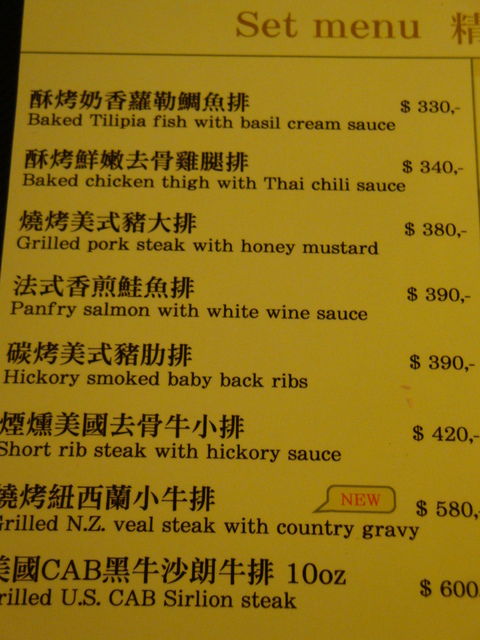 Set menu 精
酥烤奶香蘿勒鯛魚排 $ 330,-
Baked Tilipia fish with basil cream sauce
酥烤鮮嫩去骨雞腿排 $ 340,-
Baked chicken thigh with Thai chili sauce
燒烤美式豬大排 $ 380,-
Grilled pork steak with honey mustard
法式香煎鮭魚排 $ 390,-
Panfry salmon with white wine sauce
碳烤美式豬肋排 $ 390,-
Hickory smoked baby back ribs
煙燻美國去骨牛小排 $ 420,-
Short rib steak with hickory sauce
燒烤紐西蘭小牛排 NEW $ 580,-
Grilled N.Z. veal steak with country gravy
美國CAB黑牛沙朗牛排 10oz $ 600
rilled U.S. CAB Sirlion steak